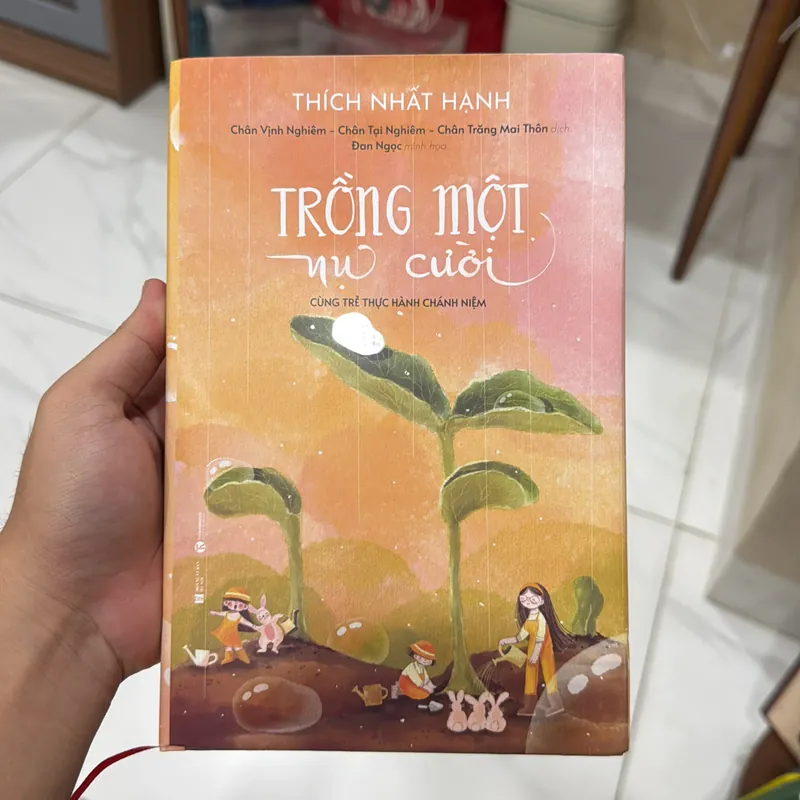 THÍCH NHẤT HẠNH
Chân Vịnh Nghiêm - Chân Tại Nghiêm - Chân Trăng Mai Thôn dịch
Đan Ngọc minh họa
TRỒNG MỘT
nụ cười
CÙNG TRẺ THỰC HÀNH CHÁNH NIỆM